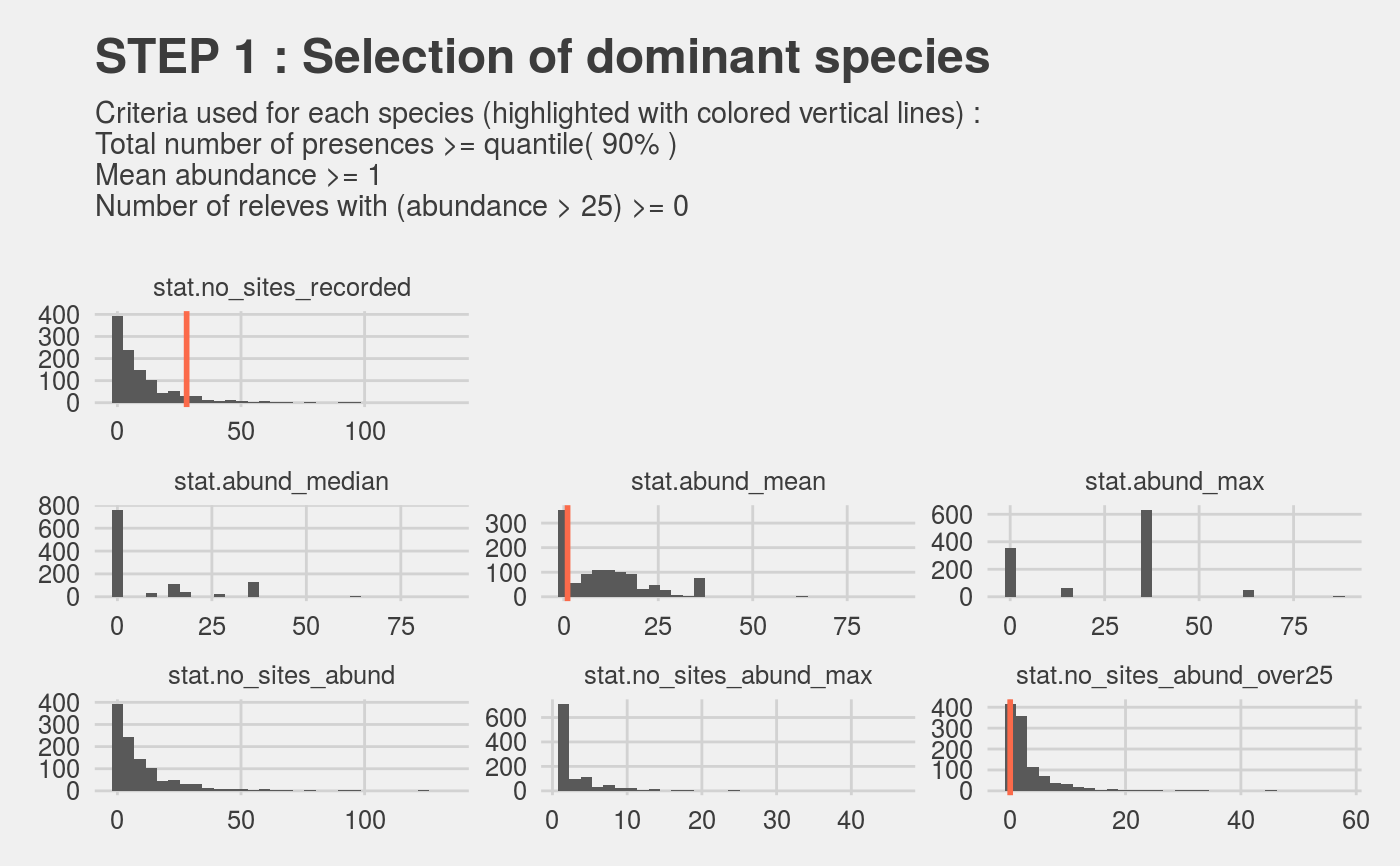 STEP 1 : Selection of dominant species
Criteria used for each species (highlighted with colored vertical lines) :
Total number of presences >= quantile( 90% )
Mean abundance >= 1
Number of releves with (abundance > 25) >= 0
stat.no_sites_recorded
400
300
200
100
0
0 50 100
stat.abund_median
800
600
400
200
0
0 25 50 75
stat.abund_mean
300
200
100
0
0 25 50 75
stat.abund_max
600
400
200
0
0 25 50 75
stat.no_sites_abund
400
300
200
100
0
0 50 100
stat.no_sites_abund_max
600
400
200
0
0 10 20 30 40
stat.no_sites_abund_over25
400
300
200
100
0
0 20 40 60